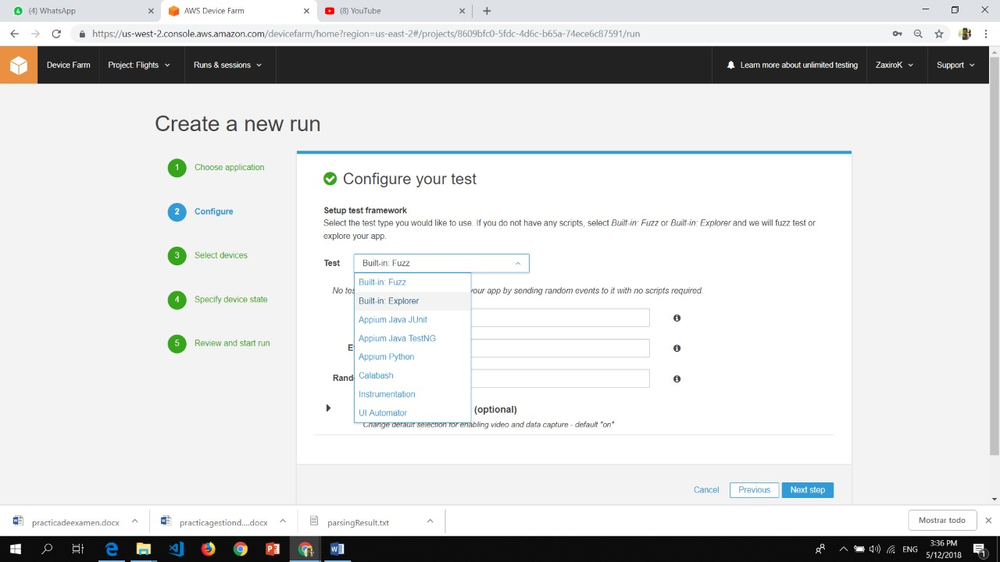 (4) WhatsApp
AWS Device Farm
(8) YouTube
https://us-west-2.console.aws.amazon.com/devicefarm/home?region=us-east-2#/projects/8609bfc0-5fdc-4d6c-b65a-74ece6c87591/run
Device Farm
Project: Flights
Runs & sessions
Learn more about unlimited testing
ZaxiroK
Support
Create a new run
1 Choose application
2 Configure
3 Select devices
4 Specify device state
5 Review and start run
Configure your test
Setup test framework
Select the test type you would like to use. If you do not have any scripts, select Built-in: Fuzz or Built-in: Explorer and we will fuzz test or
explore your app.
Test Built-in: Fuzz
Built-in: Fuzz
No your app by sending random events to it with no scripts required.
Built-in: Explorer
Appium Java JUnit
Appium Java TestNG
Appium Python
Calabash
Instrumentation
UI Automator
(optional)
Change default selection for enabling video and data capture - default "on"
Cancel
Previous
Next step
practicadeexamen.docx
practicagestiond....docx
parsingResult.txt
Mostrar todo
ENG
3:36 PM
5/12/2018
1